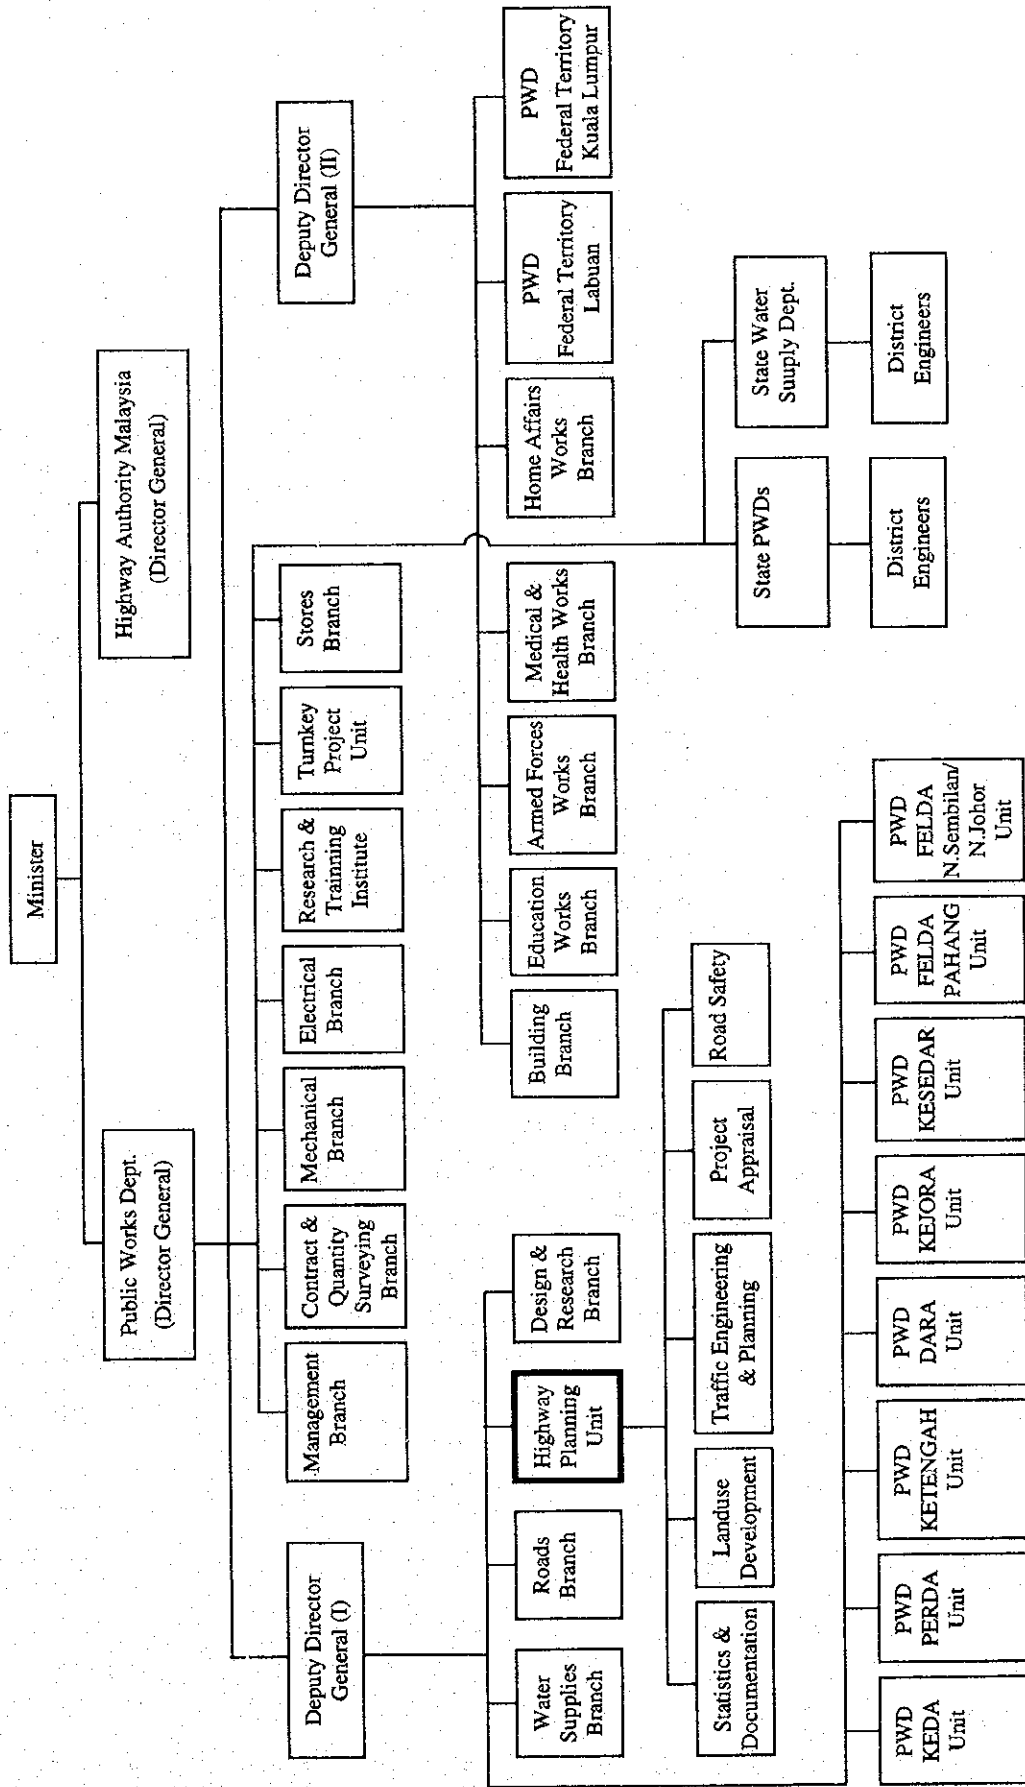 Minister
Public Works Dept.
(Director General)
Highway Authority Malaysia
(Director General)
Deputy Director
General (I)
Deputy Director
General (II)
Management
Branch
Contract &
Quantity
Surveying
Branch
Mechanical
Branch
Electrical
Branch
Research &
Trainning
Institute
Turnkey
Project
Unit
Stores
Branch
Water
Supplies
Branch
Roads
Branch
Highway
Planning
Unit
Design &
Research
Branch
Building
Branch
Education
Works
Branch
Armed Forces
Works
Branch
Medical &
Health Works
Branch
Home Affairs
Works
Branch
PWD
Federal Territory
Labuan
PWD
Federal Territory
Kuala Lumpur
Statistics &
Documentation
Landuse
Development
Traffic Engineering
& Planning
Project
Appraisal
Road Safety
State PWDs
State Water
Suuply Dept.
District
Engineers
District
Engineers
PWD
KEDA
Unit
PWD
PERDA
Unit
PWD
KETENGAH
Unit
PWD
DARA
Unit
PWD
KEJORA
Unit
PWD
KESEDAR
Unit
PWD
FELDA
PAHANG
Unit
PWD
FELDA
N.Sembilan/
N.Johor
Unit